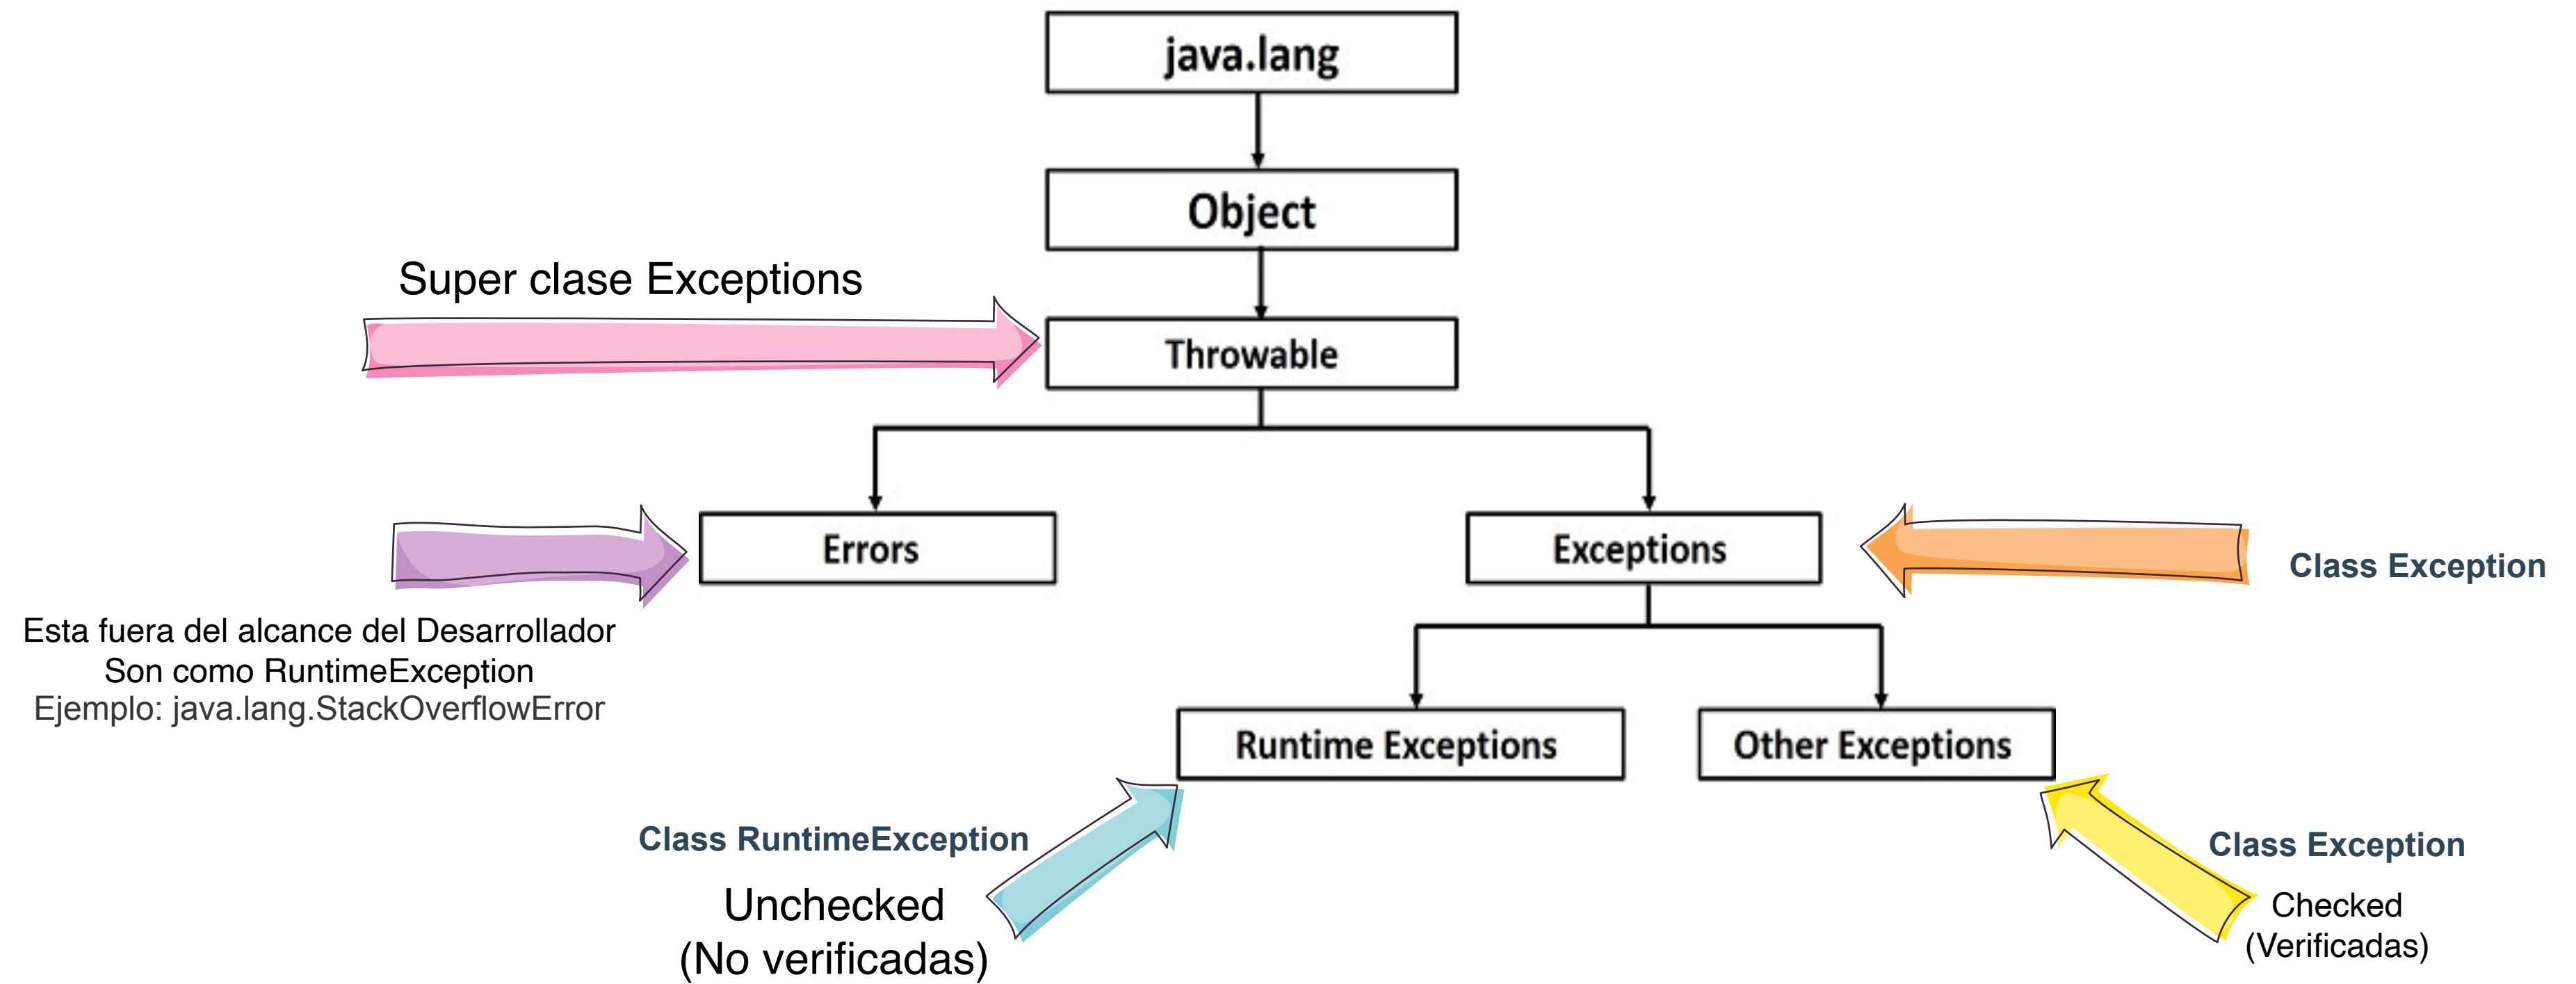 java.lang
Object
Super clase Exceptions
Throwable
Errors
Exceptions
Class Exception
Esta fuera del alcance del Desarrollador
Son como RuntimeException
Ejemplo: java.lang.StackOverflowError
Runtime Exceptions
Other Exceptions
Class RuntimeException
Unchecked
(No verificadas)
Class Exception
Checked
(Verificadas)